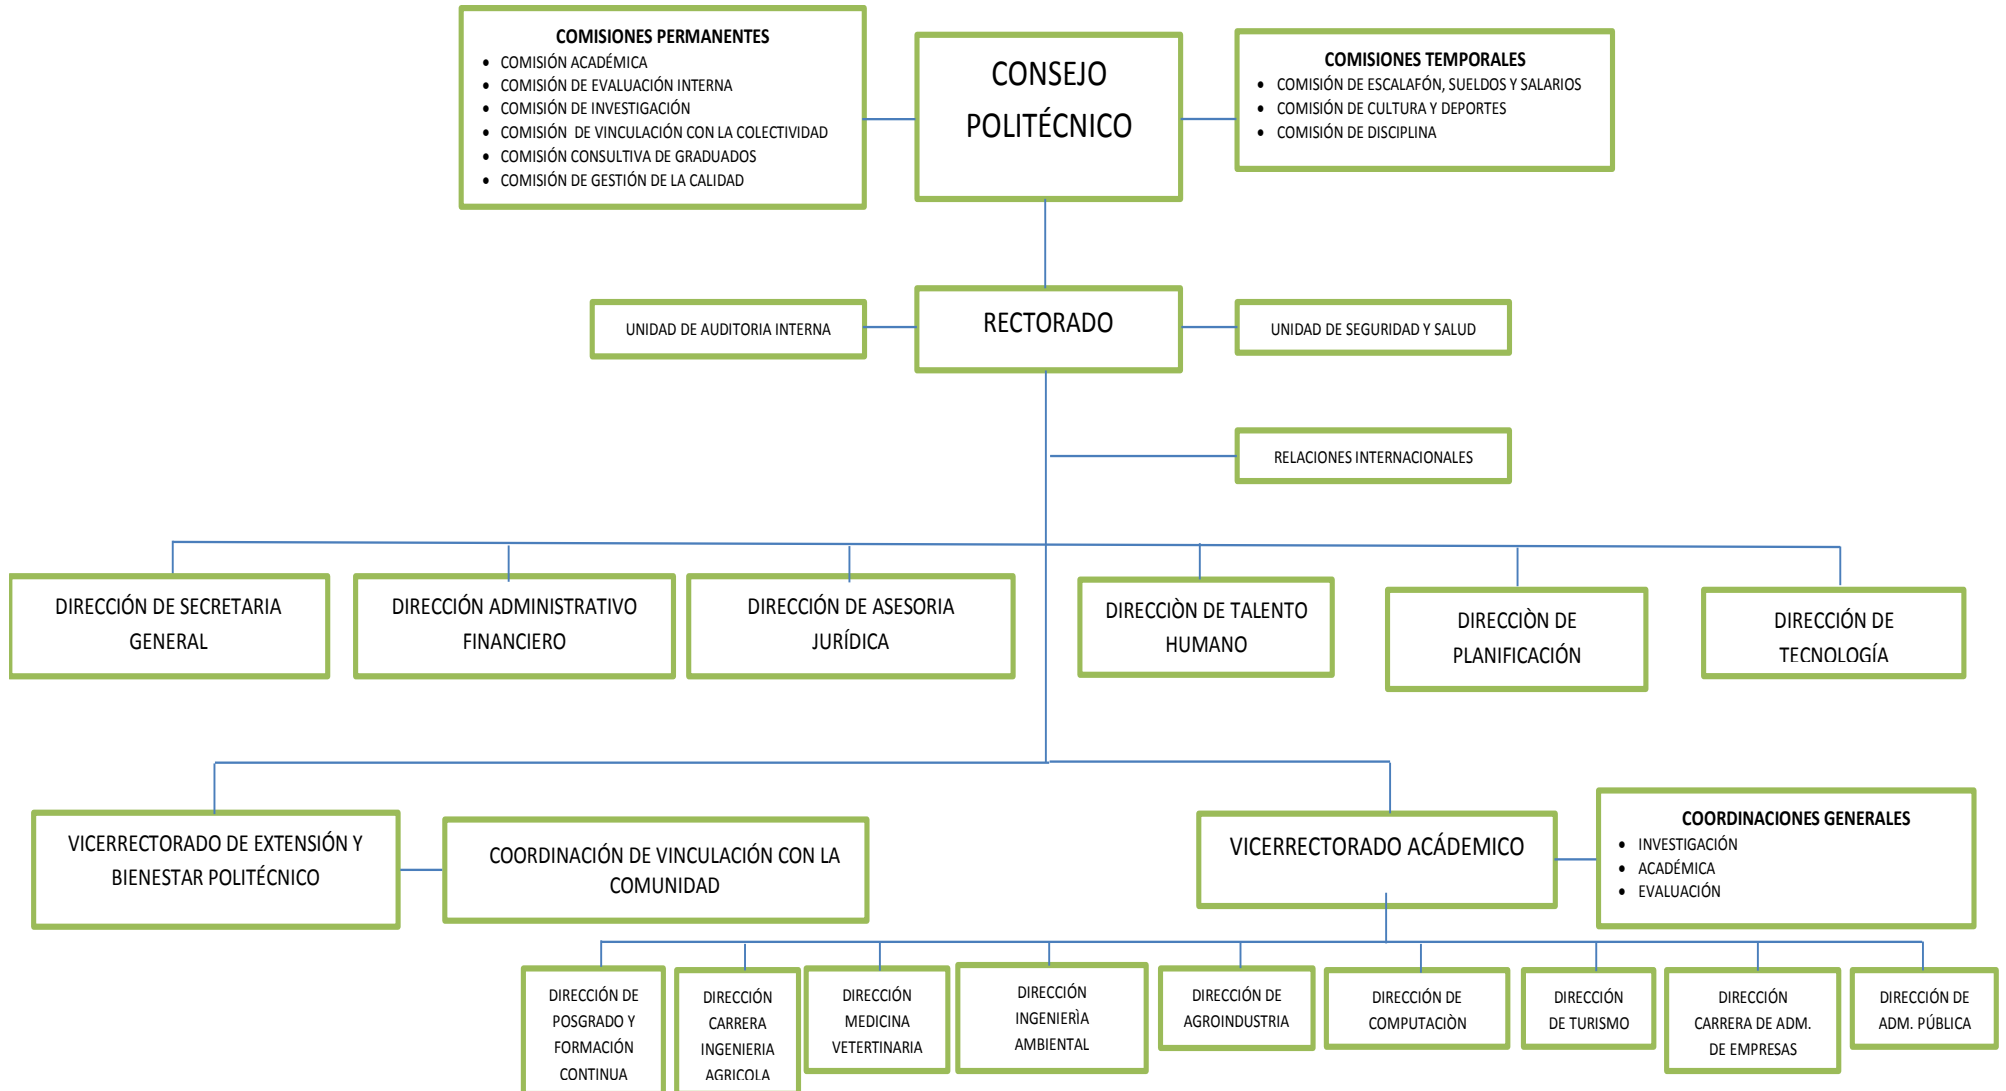 COMISIONES PERMANENTES
• COMISIÓN ACADÉMICA
• COMISIÓN DE EVALUACIÓN INTERNA
• COMISIÓN DE INVESTIGACIÓN
• COMISIÓN DE VINCULACIÓN CON LA COLECTIVIDAD
• COMISIÓN CONSULTIVA DE GRADUADOS
• COMISIÓN DE GESTIÓN DE LA CALIDAD
CONSEJO
POLITÉCNICO
COMISIONES TEMPORALES
• COMISIÓN DE ESCALAFÓN, SUELDOS Y SALARIOS
• COMISIÓN DE CULTURA Y DEPORTES
• COMISIÓN DE DISCIPLINA
UNIDAD DE AUDITORIA INTERNA
RECTORADO
UNIDAD DE SEGURIDAD Y SALUD
RELACIONES INTERNACIONALES
DIRECCIÓN DE SECRETARIA
GENERAL
DIRECCIÓN ADMINISTRATIVO
FINANCIERO
DIRECCIÓN DE ASESORIA
JURÍDICA
DIRECCIÒN DE TALENTO
HUMANO
DIRECCIÒN DE
PLANIFICACIÓN
DIRECCIÓN DE
TECNOLOGÍA
VICERRECTORADO DE EXTENSIÓN Y
BIENESTAR POLITÉCNICO
COORDINACIÓN DE VINCULACIÓN CON LA
COMUNIDAD
VICERRECTORADO ACÁDEMICO
COORDINACIONES GENERALES
• INVESTIGACIÓN
• ACADÉMICA
• EVALUACIÓN
DIRECCIÓN DE
POSGRADO Y
FORMACIÓN
CONTINUA
DIRECCIÓN
CARRERA
INGENIERIA
AGRICOLA
DIRECCIÓN
MEDICINA
VETERTINARIA
DIRECCIÓN
INGENIERÌA
AMBIENTAL
DIRECCIÓN DE
AGROINDUSTRIA
DIRECCIÓN DE
COMPUTACIÒN
DIRECCIÓN
DE TURISMO
DIRECCIÓN
CARRERA DE ADM.
DE EMPRESAS
DIRECCIÓN DE
ADM. PÚBLICA